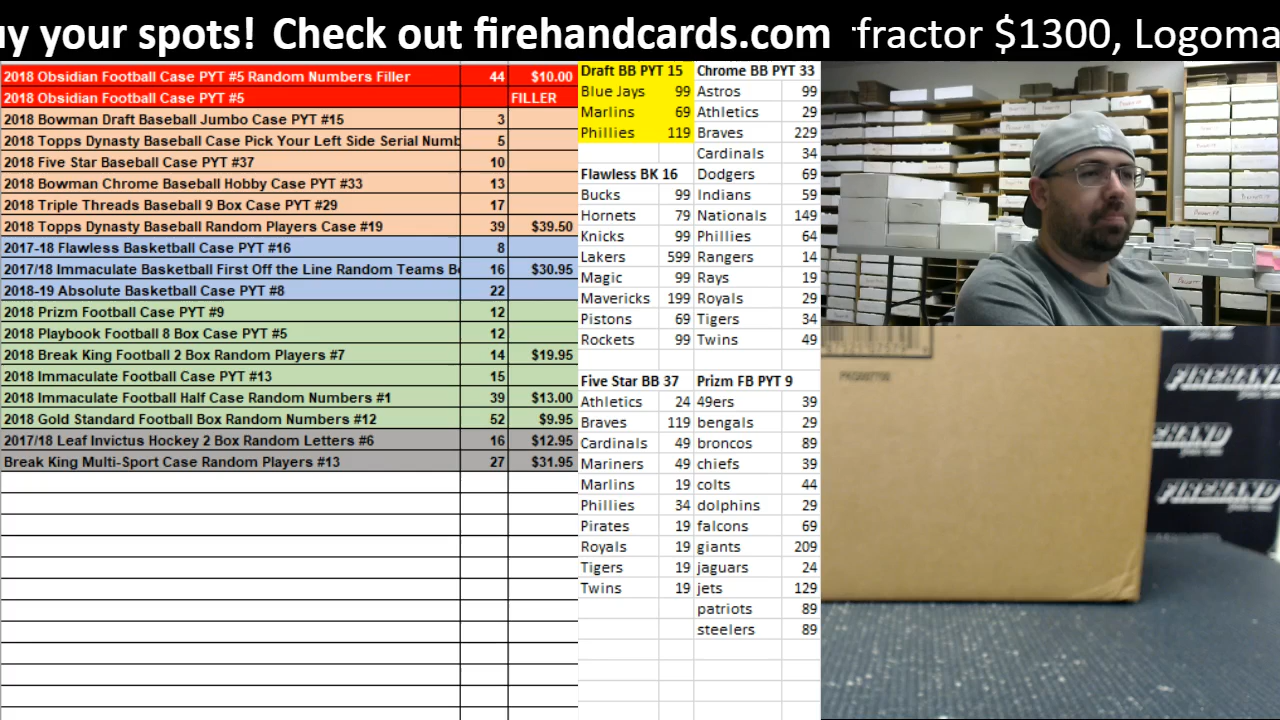 uy your spots! Check out firehandcards.com
fractor $1300, Logoma
2018 Obsidian Football Case PYT #5 Random Numbers Filler 44 $10.00
2018 Obsidian Football Case PYT #5 FILLER
2018 Bowman Draft Baseball Jumbo Case PYT #15 3
2018 Topps Dynasty Baseball Case Pick Your Left Side Serial Numb 5
2018 Five Star Baseball Case PYT #37 10
2018 Bowman Chrome Baseball Hobby Case PYT #33 13
2018 Triple Threads Baseball 9 Box Case PYT #29 17
2018 Topps Dynasty Baseball Random Players Case #19 39 $39.50
2017-18 Flawless Basketball Case PYT #16 8
2017/18 Immaculate Basketball First Off the Line Random Teams Bo 16 $30.95
2018-19 Absolute Basketball Case PYT #8 22
2018 Prizm Football Case PYT #9 12
2018 Playbook Football 8 Box Case PYT #5 12
2018 Break King Football 2 Box Random Players #7 14 $19.95
2018 Immaculate Football Case PYT #13 15
2018 Immaculate Football Half Case Random Numbers #1 39 $13.00
2018 Gold Standard Football Box Random Numbers #12 52 $9.95
2017/18 Leaf Invictus Hockey 2 Box Random Letters #6 16 $12.95
Break King Multi-Sport Case Random Players #13 27 $31.95
Draft BB PYT 15
Blue Jays 99
Marlins 69
Phillies 119
Flawless BK 16
Bucks 99
Hornets 79
Knicks 99
Lakers 599
Magic 99
Mavericks 199
Pistons 69
Rockets 99
Five Star BB 37
Athletics 24
Braves 119
Cardinals 49
Mariners 49
Marlins 19
Phillies 34
Pirates 19
Royals 19
Tigers 19
Twins 19
Chrome BB PYT 33
Astros 99
Athletics 29
Braves 229
Cardinals 34
Dodgers 69
Indians 59
Nationals 149
Phillies 64
Rangers 14
Rays 19
Royals 29
Tigers 34
Twins 49
Prizm FB PYT 9
49ers 39
bengals 29
broncos 89
chiefs 39
colts 44
dolphins 29
falcons 69
giants 209
jaguars 24
jets 129
patriots 89
steelers 89
FIREHAND
FIREHAND
FIREHAND